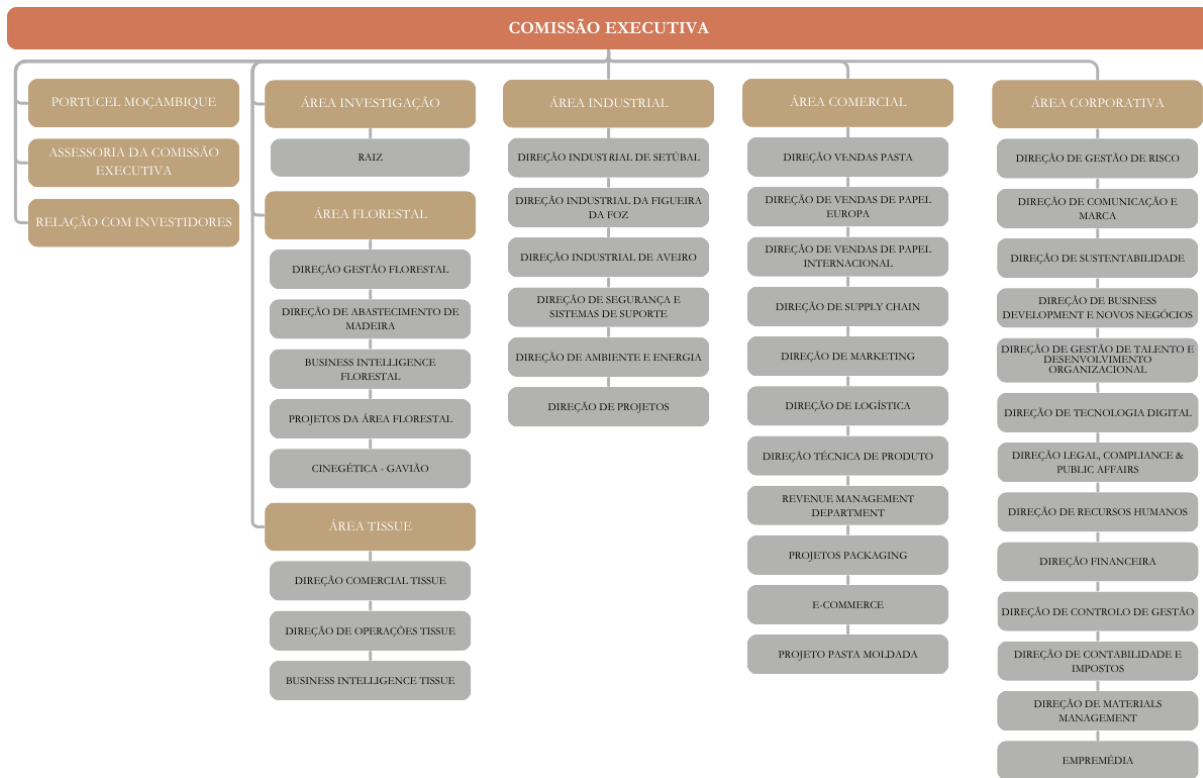 COMISSÃO EXECUTIVA
PORTUCEL MOÇAMBIQUE
ASSESSORIA DA COMISSÃO
EXECUTIVA
RELAÇÃO COM INVESTIDORES
ÁREA INVESTIGAÇÃO
RAIZ
ÁREA FLORESTAL
DIREÇÃO GESTÃO FLORESTAL
DIREÇÃO DE ABASTECIMENTO DE
MADEIRA
BUSINESS INTELLIGENCE
FLORESTAL
PROJETOS DA ÁREA FLORESTAL
CINEGÉTICA - GAVIÃO
ÁREA TISSUE
DIREÇÃO COMERCIAL TISSUE
DIREÇÃO DE OPERAÇÕES TISSUE
BUSINESS INTELLIGENCE TISSUE
ÁREA INDUSTRIAL
DIREÇÃO INDUSTRIAL DE SETÚBAL
DIREÇÃO INDUSTRIAL DA FIGUEIRA
DA FOZ
DIREÇÃO INDUSTRIAL DE AVEIRO
DIREÇÃO DE SEGURANÇA E
SISTEMAS DE SUPORTE
DIREÇÃO DE AMBIENTE E ENERGIA
DIREÇÃO DE PROJETOS
ÁREA COMERCIAL
DIREÇÃO VENDAS PASTA
DIREÇÃO DE VENDAS DE PAPEL
EUROPA
DIREÇÃO DE VENDAS DE PAPEL
INTERNACIONAL
DIREÇÃO DE SUPPLY CHAIN
DIREÇÃO DE MARKETING
DIREÇÃO DE LOGÍSTICA
DIREÇÃO TÉCNICA DE PRODUTO
REVENUE MANAGEMENT
DEPARTMENT
PROJETOS PACKAGING
E-COMMERCE
PROJETO PASTA MOLDADA
ÁREA CORPORATIVA
DIREÇÃO DE GESTÃO DE RISCO
DIREÇÃO DE COMUNICAÇÃO E
MARCA
DIREÇÃO DE SUSTENTABILIDADE
DIREÇÃO DE BUSINESS
DEVELOPMENT E NOVOS NEGÓCIOS
DIREÇÃO DE GESTÃO DE TALENTO E
DESENVOLVIMENTO
ORGANIZACIONAL
DIREÇÃO DE TECNOLOGIA DIGITAL
DIREÇÃO LEGAL, COMPLIANCE &
PUBLIC AFFAIRS
DIREÇÃO DE RECURSOS HUMANOS
DIREÇÃO FINANCEIRA
DIREÇÃO DE CONTROLO DE GESTÃO
DIREÇÃO DE CONTABILIDADE E
IMPOSTOS
DIREÇÃO DE MATERIALS
MANAGEMENT
EMPREMÉDIA